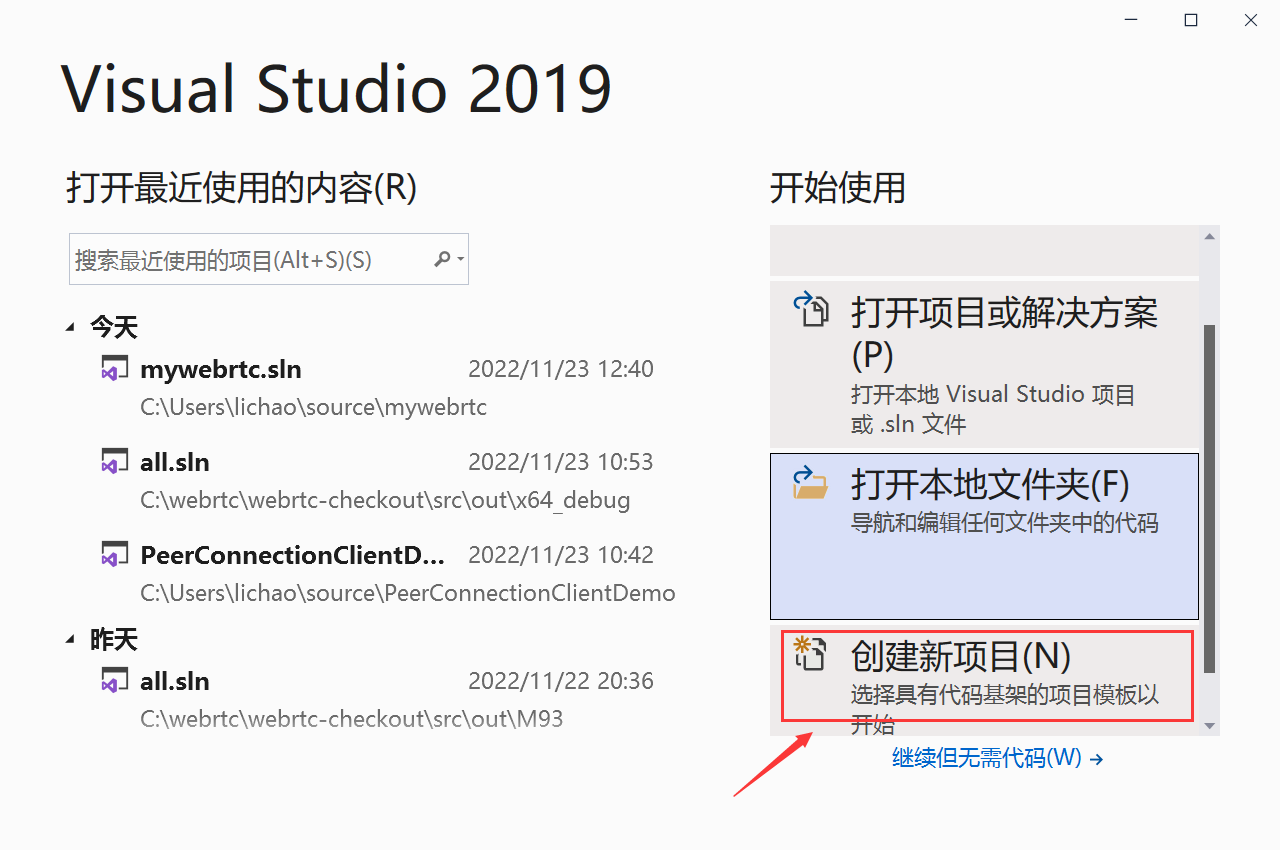 Visual Studio 2019
打开最近使用的内容(R)
搜索最近使用的项目(Alt+S)(S)
今天
mywebrtc.sln 2022/11/23 12:40
C:\Users\lichao\source\mywebrtc
all.sln 2022/11/23 10:53
C:\webrtc\webrtc-checkout\src\out\x64_debug
PeerConnectionClientD... 2022/11/23 10:42
C:\Users\lichao\source\PeerConnectionClientDemo
昨天
all.sln 2022/11/22 20:36
C:\webrtc\webrtc-checkout\src\out\M93
开始使用
打开项目或解决方案
(P)
打开本地 Visual Studio 项目
或 .sln 文件
打开本地文件夹(F)
导航和编辑任何文件夹中的代码
创建新项目(N)
选择具有代码基架的项目模板以
开始
继续但无需代码(W) →